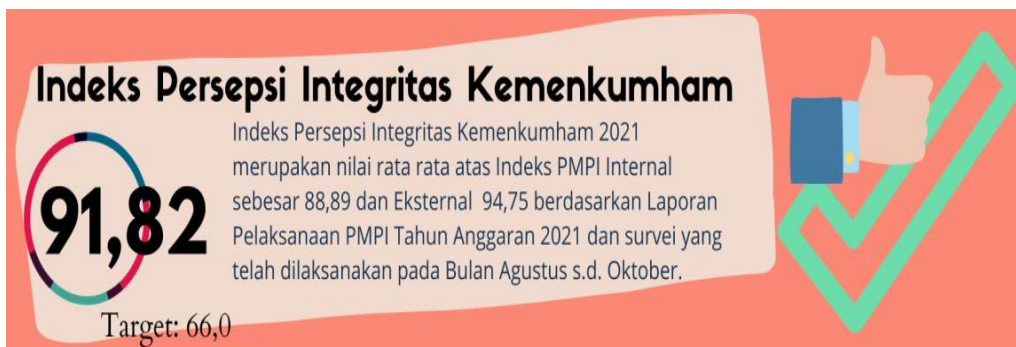 Indeks Persepsi Integritas Kemenkumham
91,82
Indeks Persepsi Integritas Kemenkumham 2021
merupakan nilai rata rata atas Indeks PMPI Internal
sebesar 88,89 dan Eksternal 94,75 berdasarkan Laporan
Pelaksanaan PMPI Tahun Anggaran 2021 dan survei yang
telah dilaksanakan pada Bulan Agustus s.d. Oktober.
Target: 66,0